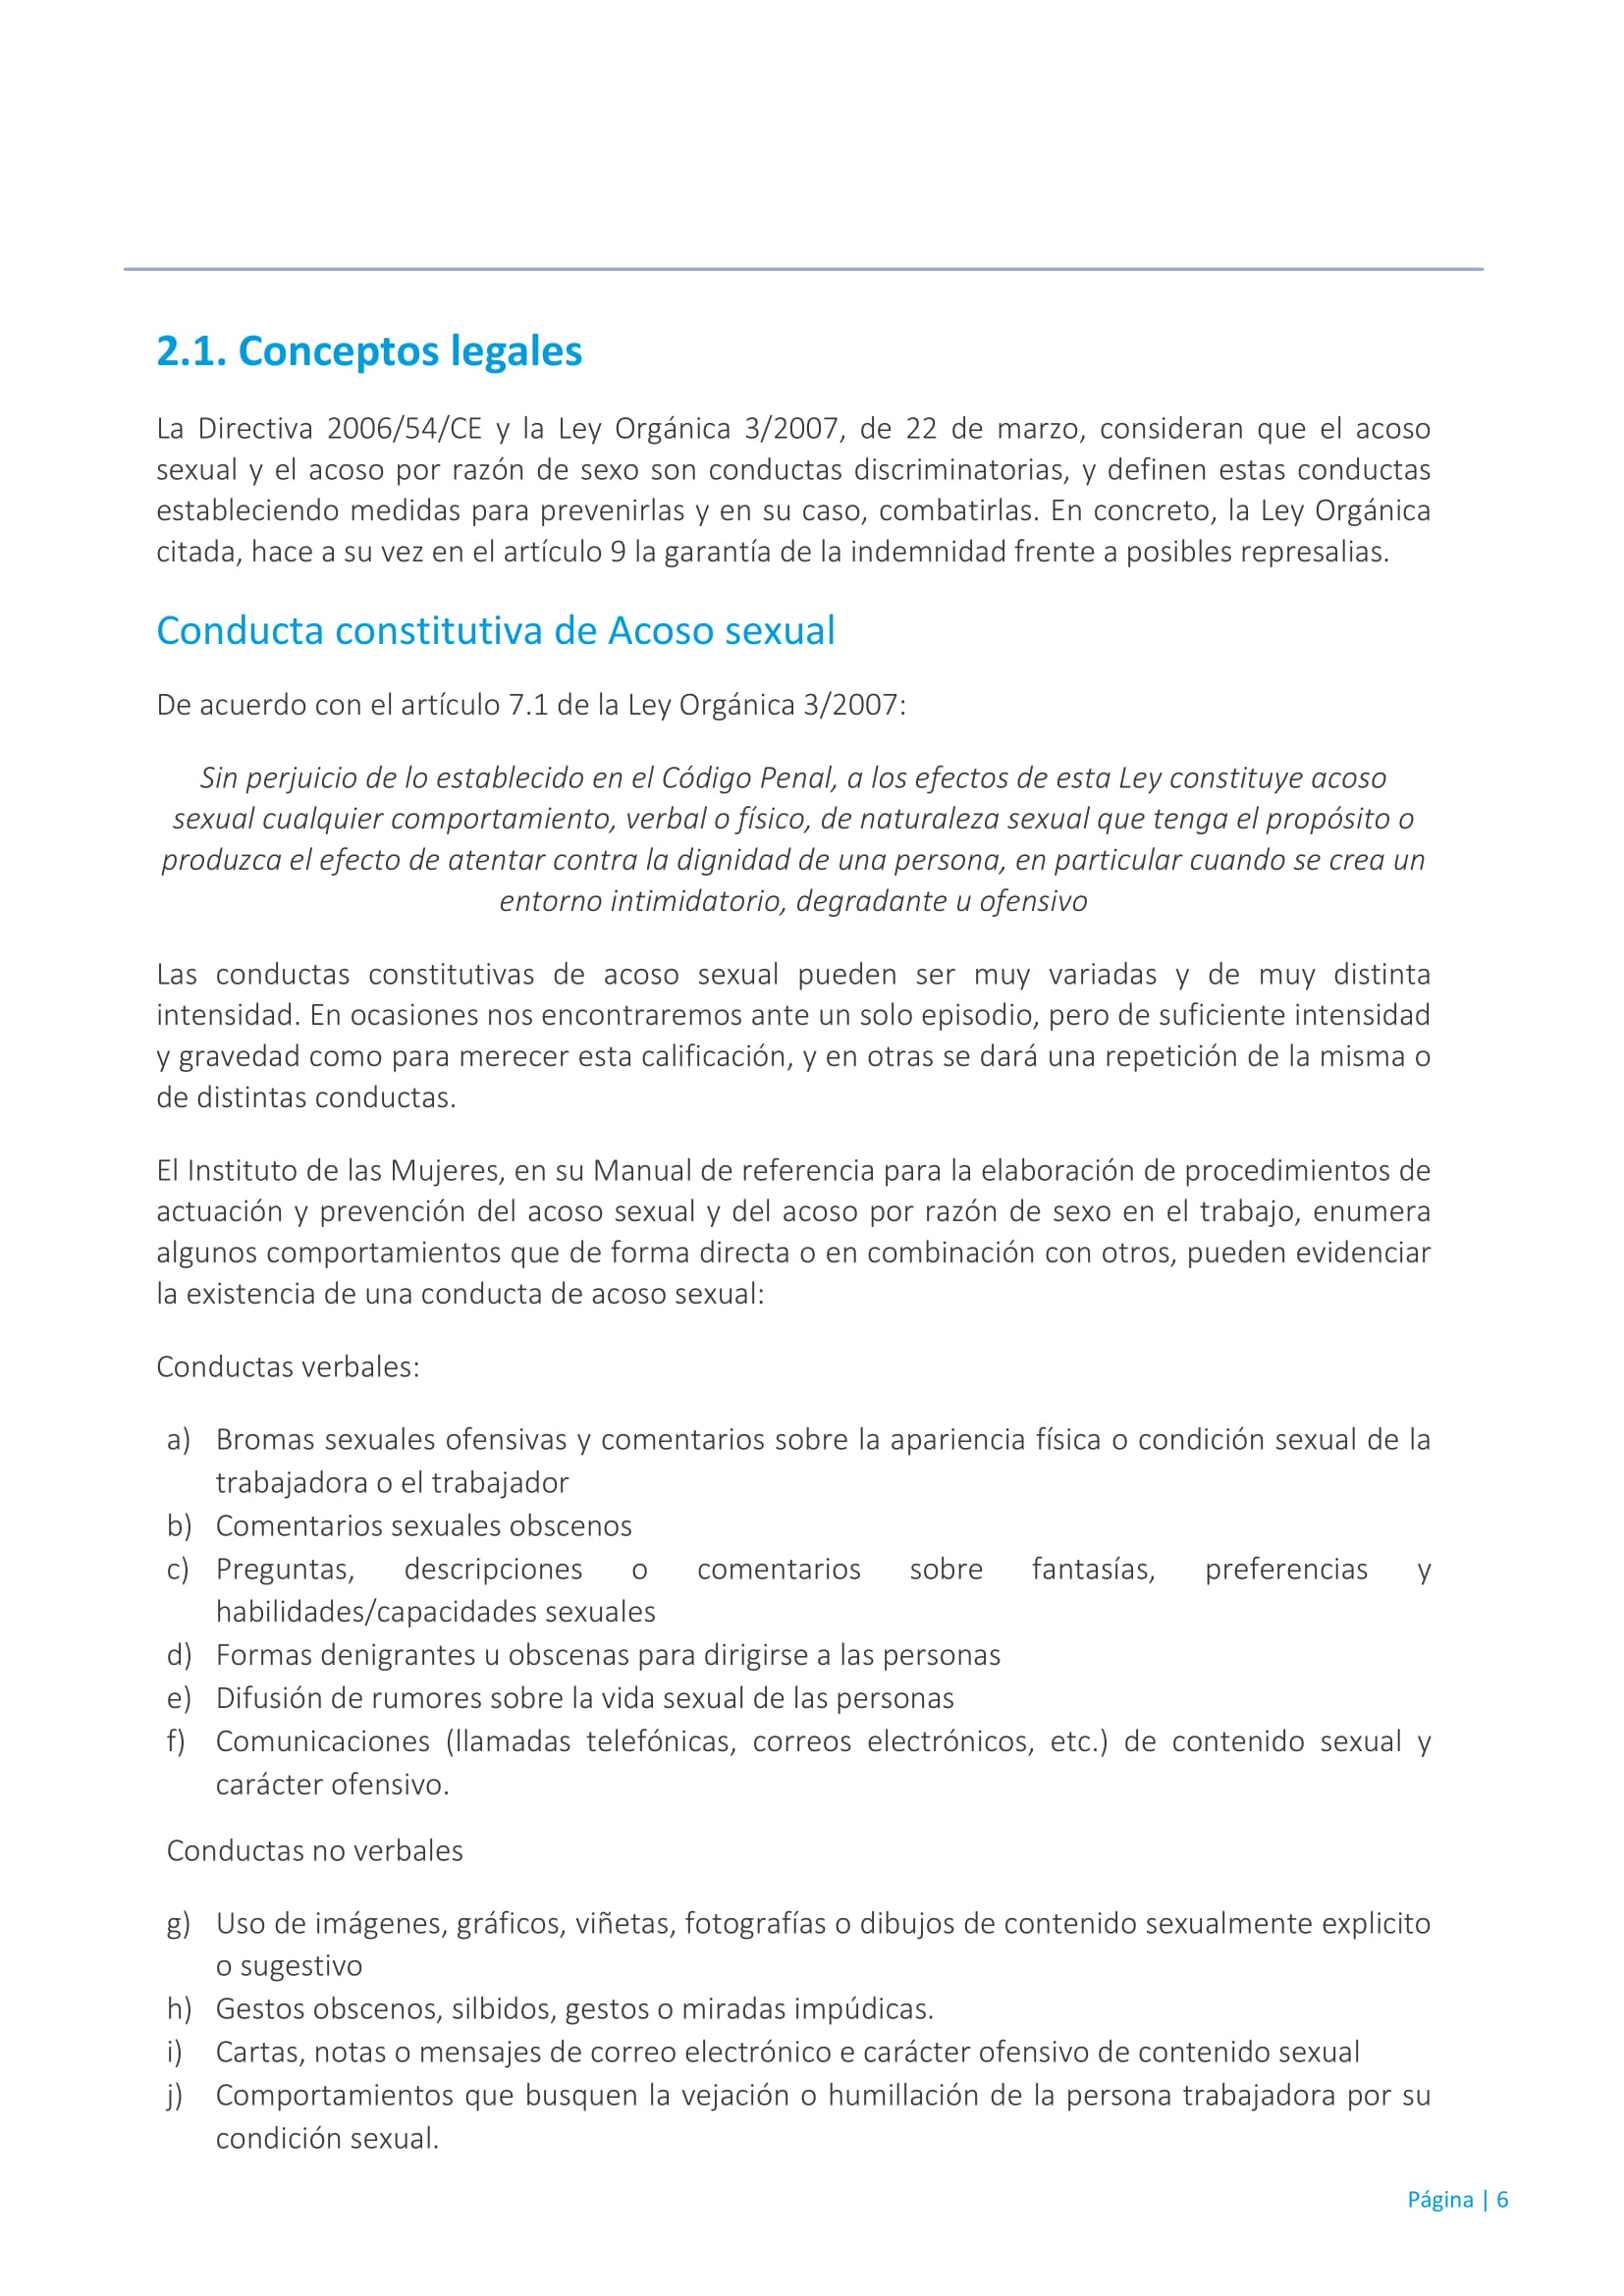 2.1. Conceptos legales
La Directiva 2006/54/CE y la Ley Orgánica 3/2007, de 22 de marzo, consideran que el acoso
sexual y el acoso por razón de sexo son conductas discriminatorias, y definen estas conductas
estableciendo medidas para prevenirlas y en su caso, combatirlas. En concreto, la Ley Orgánica
citada, hace a su vez en el artículo 9 la garantía de la indemnidad frente a posibles represalias.
Conducta constitutiva de Acoso sexual
De acuerdo con el artículo 7.1 de la Ley Orgánica 3/2007:
Sin perjuicio de lo establecido en el Código Penal, a los efectos de esta Ley constituye acoso
sexual cualquier comportamiento, verbal o físico, de naturaleza sexual que tenga el propósito o
produzca el efecto de atentar contra la dignidad de una persona, en particular cuando se crea un
entorno intimidatorio, degradante u ofensivo
Las conductas constitutivas de acoso sexual pueden ser muy variadas y de muy distinta
intensidad. En ocasiones nos encontraremos ante un solo episodio, pero de suficiente intensidad
y gravedad como para merecer esta calificación, y en otras se dará una repetición de la misma o
de distintas conductas.
El Instituto de las Mujeres, en su Manual de referencia para la elaboración de procedimientos de
actuación y prevención del acoso sexual y del acoso por razón de sexo en el trabajo, enumera
algunos comportamientos que de forma directa o en combinación con otros, pueden evidenciar
la existencia de una conducta de acoso sexual:
Conductas verbales:
a) Bromas sexuales ofensivas y comentarios sobre la apariencia física o condición sexual de la
trabajadora o el trabajador
b) Comentarios sexuales obscenos
c) Preguntas, descripciones o comentarios sobre fantasías, preferencias y
habilidades/capacidades sexuales
d) Formas denigrantes u obscenas para dirigirse a las personas
e) Difusión de rumores sobre la vida sexual de las personas
f) Comunicaciones (llamadas telefónicas, correos electrónicos, etc.) de contenido sexual y
carácter ofensivo.
Conductas no verbales
g) Uso de imágenes, gráficos, viñetas, fotografías o dibujos de contenido sexualmente explicito
o sugestivo
h) Gestos obscenos, silbidos, gestos o miradas impúdicas.
i) Cartas, notas o mensajes de correo electrónico e carácter ofensivo de contenido sexual
j) Comportamientos que busquen la vejación o humillación de la persona trabajadora por su
condición sexual.
Página | 6